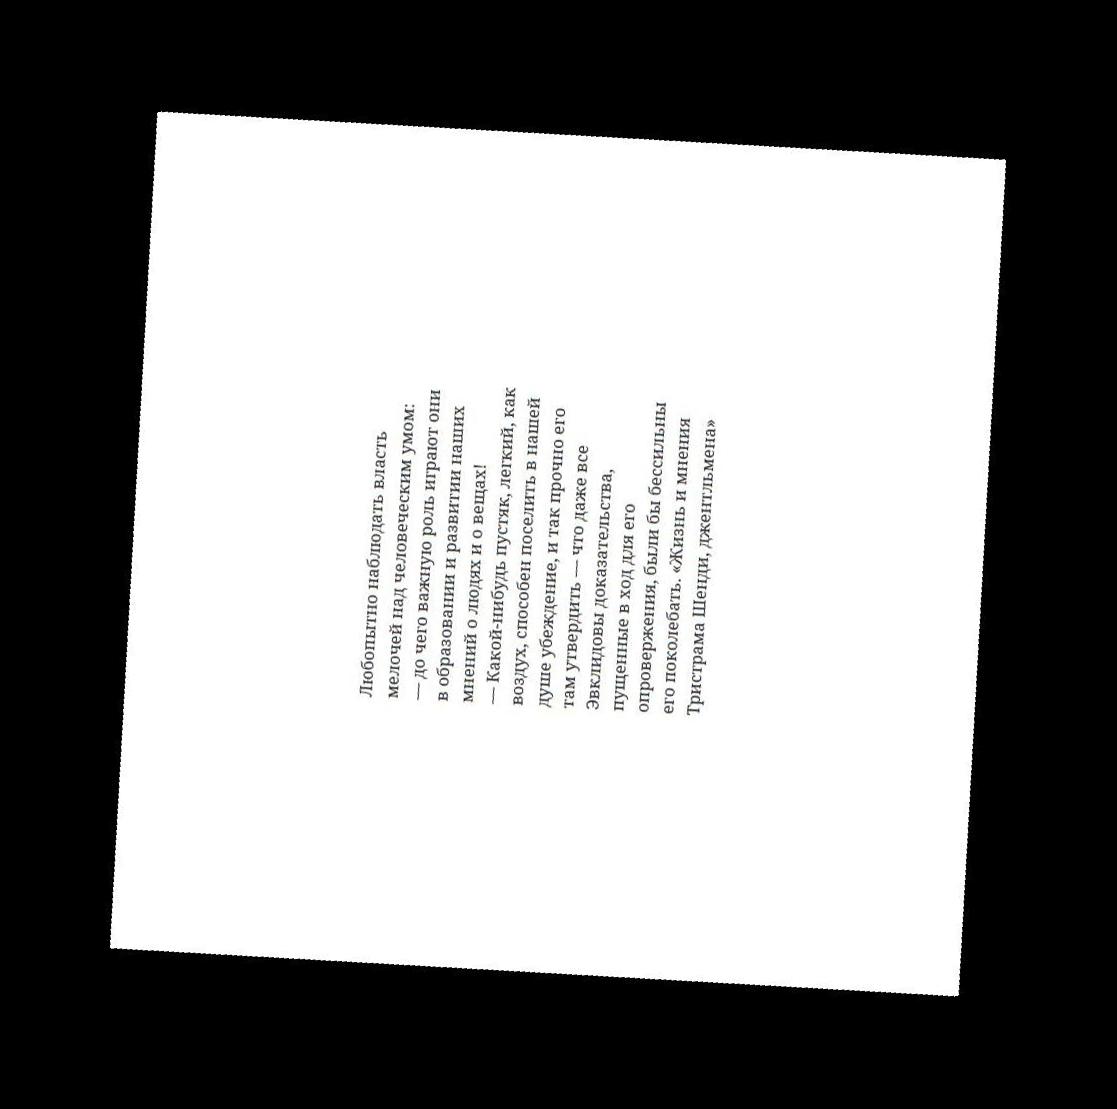 Любопытно наблюдать власть
мелочей над человеческим умом:
— до чего важную роль играют они
в образовании и развитии наших
мнений о людях и о вещах!
— Какой-нибудь пустяк, легкий, как
воздух, способен поселить в нашей
душе убеждение, и так прочно его
там утвердить — что даже все
Эвклидовы доказательства,
пущенные в ход для его
опровержения, были бы бессильны
его поколебать. «Жизнь и мнения
Тристрама Шенди, джентльмена»